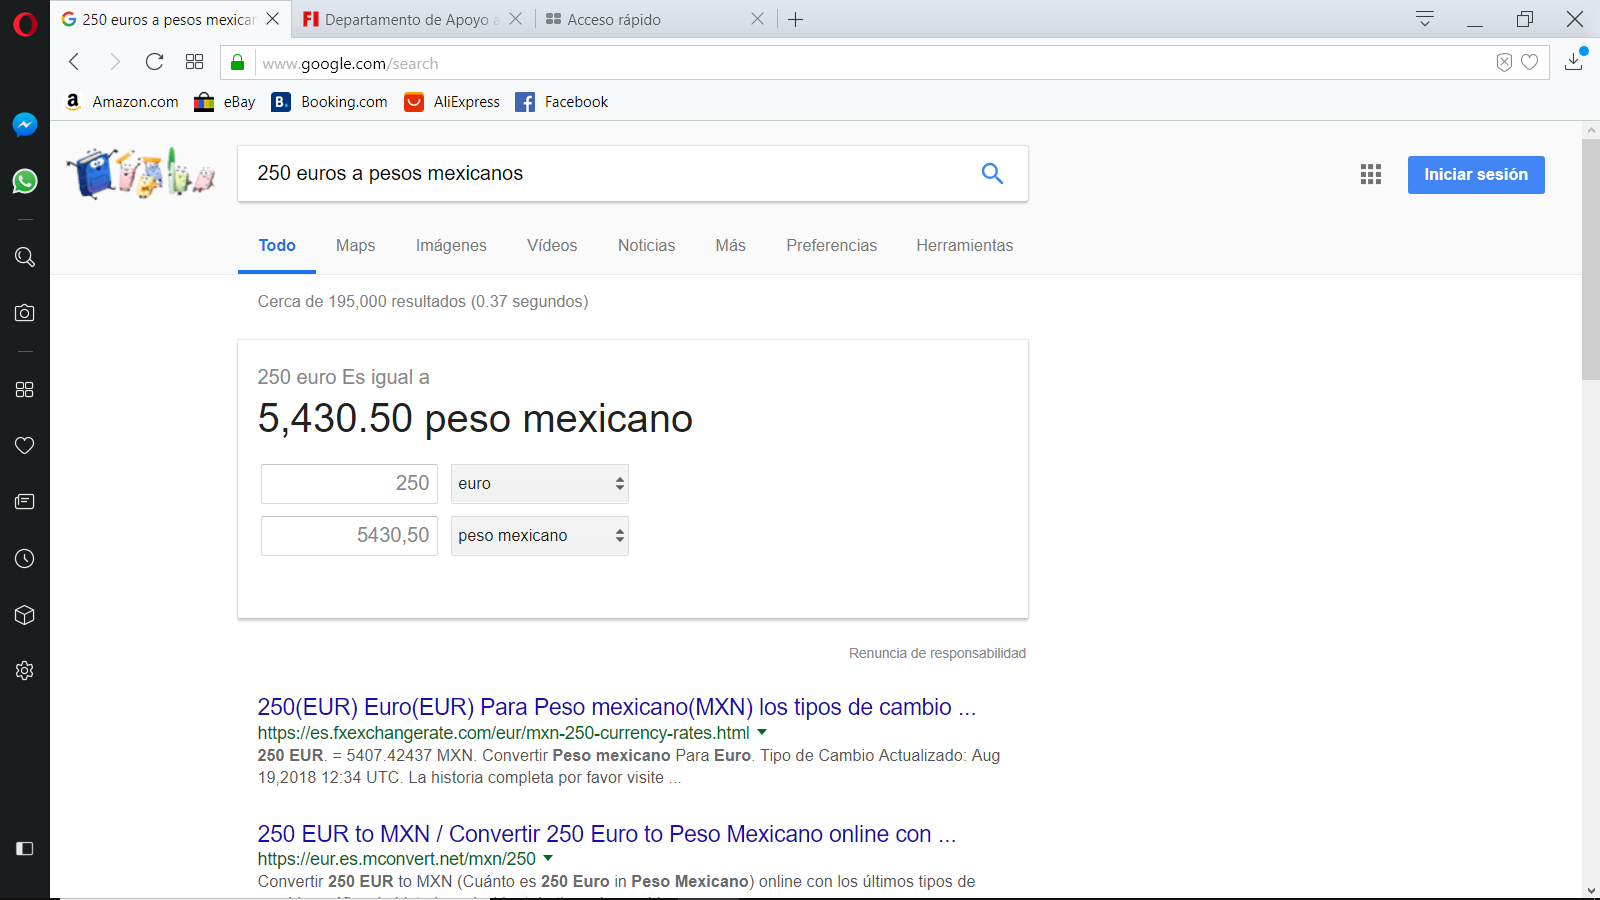 250 euros a pesos mexican
Departamento de Apoyo a
Acceso rápido
www.google.com/search
Amazon.com
eBay
Booking.com
AliExpress
Facebook
250 euros a pesos mexicanos
Iniciar sesión
Todo
Maps
Imágenes
Vídeos
Noticias
Más
Preferencias
Herramientas
Cerca de 195,000 resultados (0.37 segundos)
250 euro Es igual a
5,430.50 peso mexicano
250
euro
5430,50
peso mexicano
Renuncia de responsabilidad
250(EUR) Euro(EUR) Para Peso mexicano(MXN) los tipos de cambio ...
https://es.fxexchangerate.com/eur/mxn-250-currency-rates.html
250 EUR. = 5407.42437 MXN. Convertir Peso mexicano Para Euro. Tipo de Cambio Actualizado: Aug
19,2018 12:34 UTC. La historia completa por favor visite ...
250 EUR to MXN / Convertir 250 Euro to Peso Mexicano online con ...
https://eur.es.mconvert.net/mxn/250
Convertir 250 EUR to MXN (Cuánto es 250 Euro in Peso Mexicano) online con los últimos tipos de